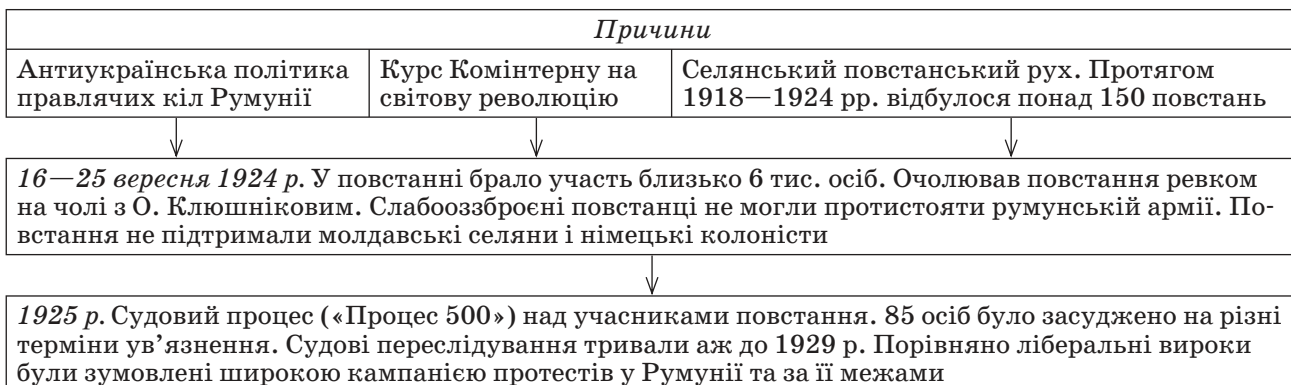 Причини
Антиукраїнська політика
правлячих кіл Румунії
Курс Комінтерну на
світову революцію
Селянський повстанський рух. Протягом
1918—1924 рр. відбулося понад 150 повстань
16—25 вересня 1924 р. У повстанні брало участь близько 6 тис. осіб. Очолював повстання ревком
на чолі з О. Клюшніковим. Слабооззброєні повстанці не могли протистояти румунській армії. По-
встання не підтримали молдавські селяни і німецькі колоністи
1925 р. Судовий процес («Процес 500») над учасниками повстання. 85 осіб було засуджено на різні
терміни ув’язнення. Судові переслідування тривали аж до 1929 р. Порівняно ліберальні вироки
були зумовлені широкою кампанією протестів у Румунії та за її межами